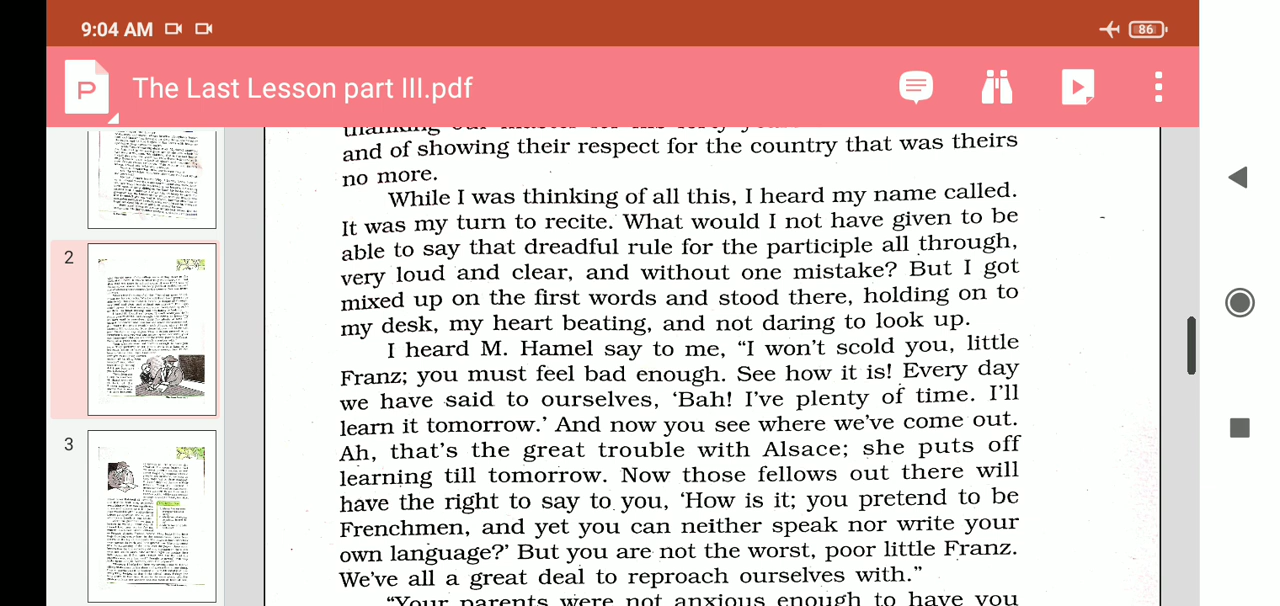 9:04 AM
86
P
The Last Lesson part III.pdf
2
3
and of showing their respect for the country that was theirs
no more.
While I was thinking of all this, I heard my name called.
It was my turn to recite. What would I not have given to be
able to say that dreadful rule for the participle all through,
very loud and clear, and without one mistake? But I got
mixed up on the first words and stood there, holding on to
my desk, my heart beating, and not daring to look up.
I heard M. Hamel say to me, “I won’t scold you, little
Franz; you must feel bad enough. See how it is! Every day
we have said to ourselves, ‘Bah! I’ve plenty of time. I’ll
learn it tomorrow.’ And now you see where we’ve come out.
Ah, that’s the great trouble with Alsace; she puts off
learning till tomorrow. Now those fellows out there will
have the right to say to you, ‘How is it; you pretend to be
Frenchmen, and yet you can neither speak nor write your
own language?’ But you are not the worst, poor little Franz.
We’ve all a great deal to reproach ourselves with.”
“Your parents were not anxious enough to have you